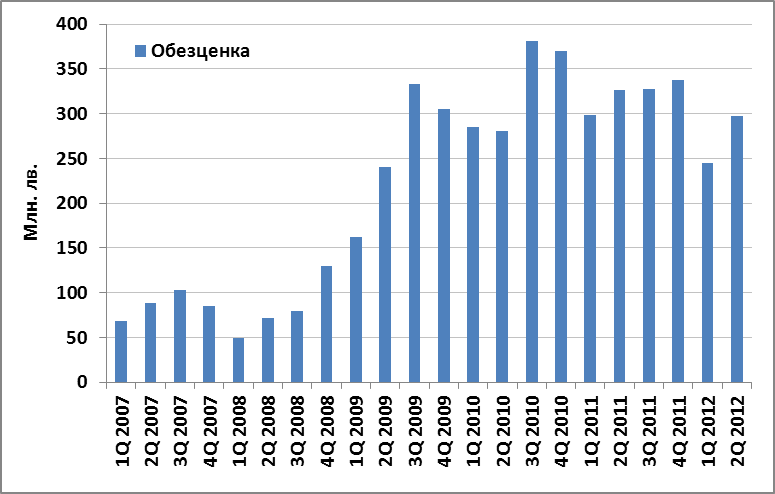 400
350
300
250
200
150
100
50
0
Млн. лв.
Обезценка
1Q 2007
2Q 2007
3Q 2007
4Q 2007
1Q 2008
2Q 2008
3Q 2008
4Q 2008
1Q 2009
2Q 2009
3Q 2009
4Q 2009
1Q 2010
2Q 2010
3Q 2010
4Q 2010
1Q 2011
2Q 2011
3Q 2011
4Q 2011
1Q 2012
2Q 2012